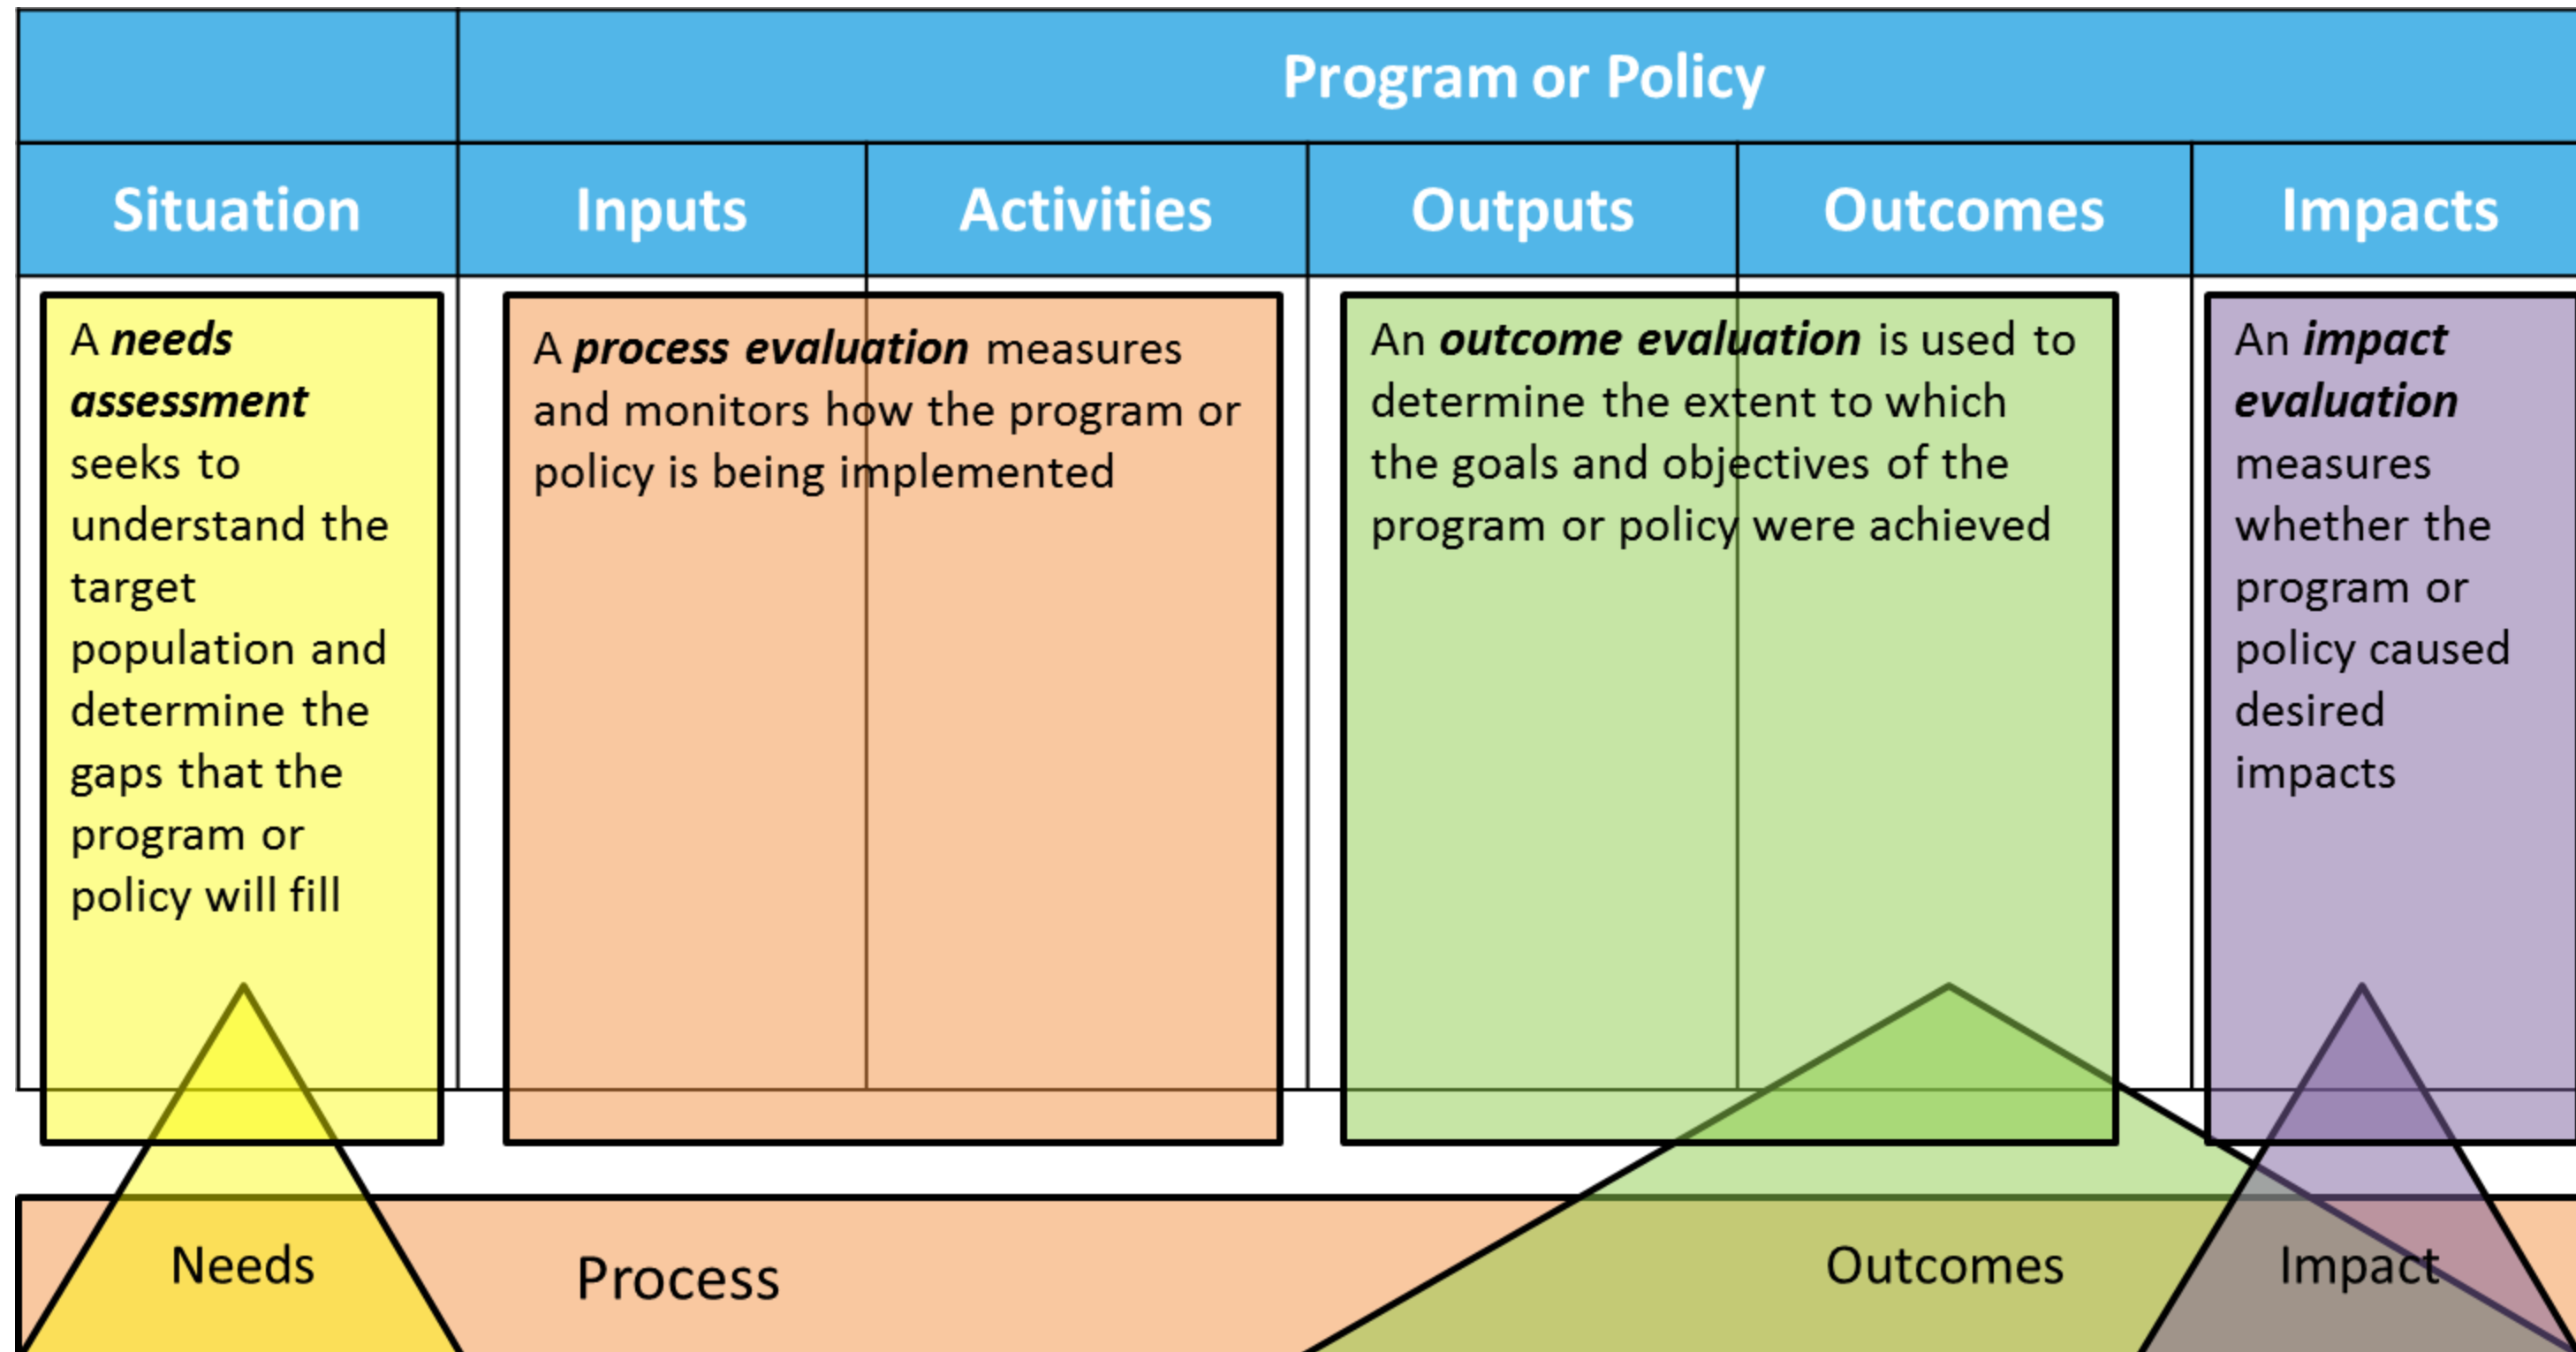 Program or Policy
Situation
Inputs
Activities
Outputs
Outcomes
Impacts
A needs
assessment
seeks to
understand the
target
population and
determine the
gaps that the
program or
policy will fill
A process evaluation measures
and monitors how the program or
policy is being implemented
An outcome evaluation is used to
determine the extent to which
the goals and objectives of the
program or policy were achieved
An impact
evaluation
measures
whether the
program or
policy caused
desired
impacts
Needs
Process
Outcomes
Impact